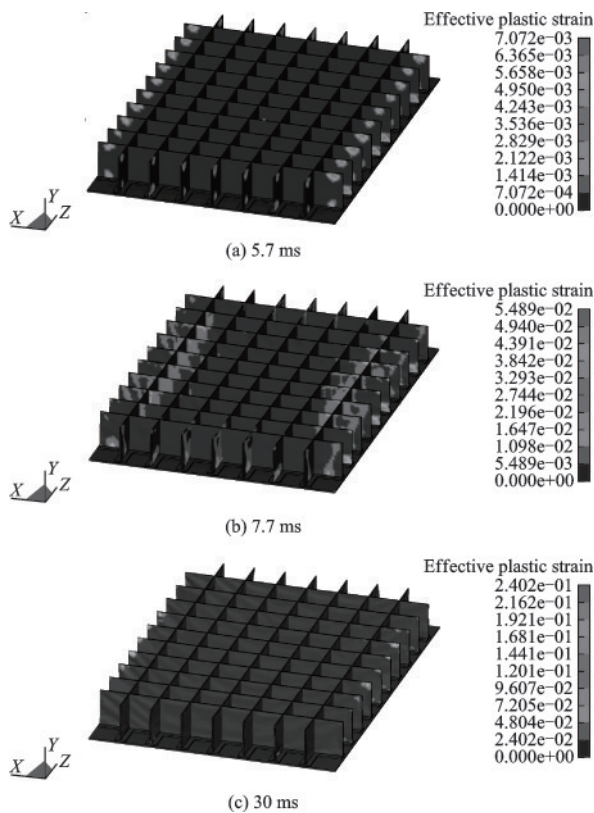 Effective plastic strain
7.072e−03
6.365e−03
5.658e−03
4.950e−03
4.243e−03
3.536e−03
2.829e−03
2.122e−03
1.414e−03
7.072e−04
0.000e+00
Y
X
Z
(a) 5.7 ms
Effective plastic strain
5.489e−02
4.940e−02
4.391e−02
3.842e−02
3.293e−02
2.744e−02
2.196e−02
1.647e−02
1.098e−02
5.489e−03
0.000e+00
Y
X
Z
(b) 7.7 ms
Effective plastic strain
2.402e−01
2.162e−01
1.921e−01
1.681e−01
1.441e−01
1.201e−01
9.607e−02
7.205e−02
4.804e−02
2.402e−02
0.000e+00
Y
X
Z
(c) 30 ms